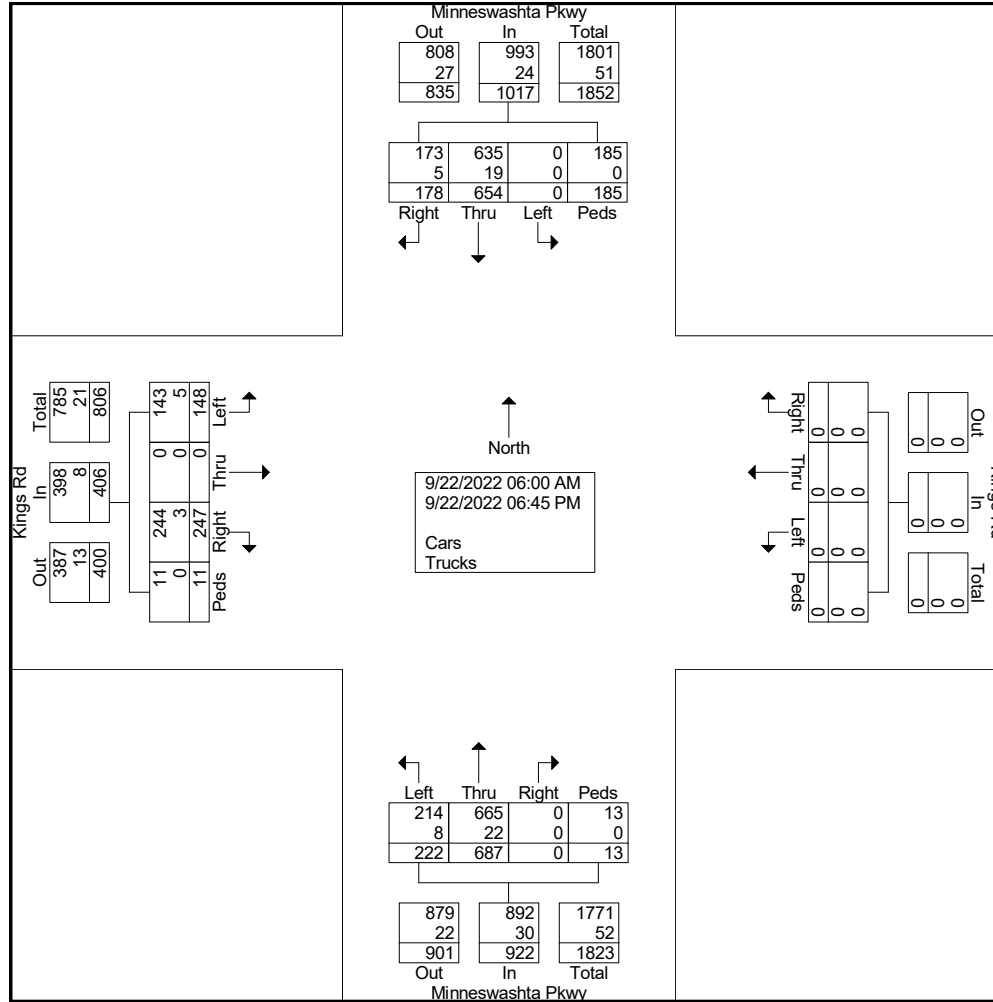 Minneswashta Pkwy
Out In Total
808 993 1801
27 24 51
835 1017 1852
173 635 0 185
5 19 0 0
178 654 0 185
Right Thru Left Peds
Kings Rd
Total
785
21
806
In
398
8
406
Out
387
13
400
143
5
148
Left
0
0
0
Thru
244
3
247
Right
11
0
11
Peds
North
9/22/2022 06:00 AM
9/22/2022 06:45 PM
Cars
Trucks
Right
0
0
0
Thru
0
0
0
Left
0
0
0
Peds
0
0
0
Out
0
0
0
In
0
0
0
Total
0
0
0
Left Thru Right Peds
214 665 0 13
8 22 0 0
222 687 0 13
879 892 1771
22 30 52
901 922 1823
Out In Total
Minneswashta Pkwy